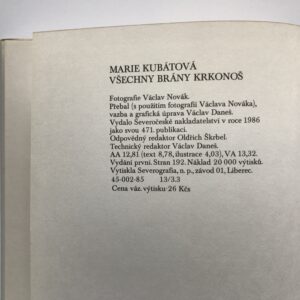 MARIE KUBÁTOVÁ
VŠECHNY BRÁNY KRKONOŠ
Fotografie Václav Novák.
Přebal (s použitím fotografií Václava Nováka),
vazba a grafická úprava Václav Daneš.
Vydalo Severočeské nakladatelství v roce 1986
jako svou 471. publikaci.
Odpovědný redaktor Oldřich Škrbel.
Technický redaktor Václav Daneš.
AA 12,81 (text 8,78, ilustrace 4,03), VA 13,32.
Vydání první. Stran 192. Náklad 20 000 výtisků.
Vytiskla Severografia, n. p., závod 01, Liberec.
45-002-85 13/3.3
Cena váz. výtisku 26 Kčs